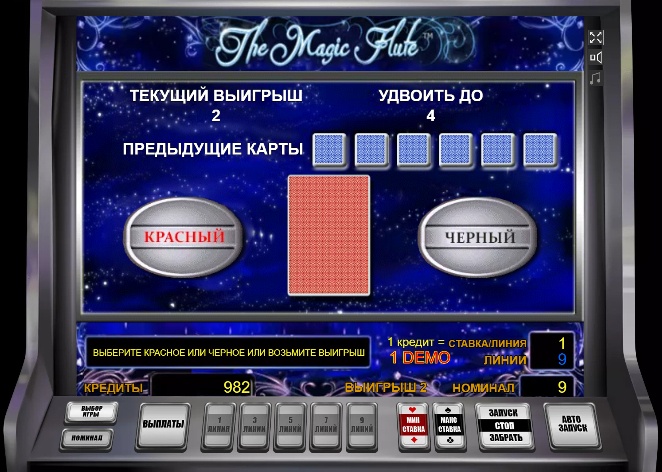 The Magic Flute™
ТЕКУЩИЙ ВЫИГРЫШ
2
УДВОИТЬ ДО
4
ПРЕДЫДУЩИЕ КАРТЫ
КРАСНЫЙ
ЧЕРНЫЙ
ВЫБЕРИТЕ КРАСНОЕ ИЛИ ЧЕРНОЕ ИЛИ ВОЗЬМИТЕ ВЫИГРЫШ
1 кредит =
1 DEMO
СТАВКА/ЛИНИЯ 1
ЛИНИИ 9
КРЕДИТЫ 982
ВЫИГРЫШ 2
НОМИНАЛ 9
ВЫБОР
ИГРЫ
НОМИНАЛ
ВЫПЛАТЫ
1
ЛИНИЯ
3
ЛИНИИ
5
ЛИНИЙ
7
ЛИНИЙ
9
ЛИНИЙ
МИН
СТАВКА
МАКС
СТАВКА
ЗАПУСК
СТОП
ЗАБРАТЬ
АВТО
ЗАПУСК